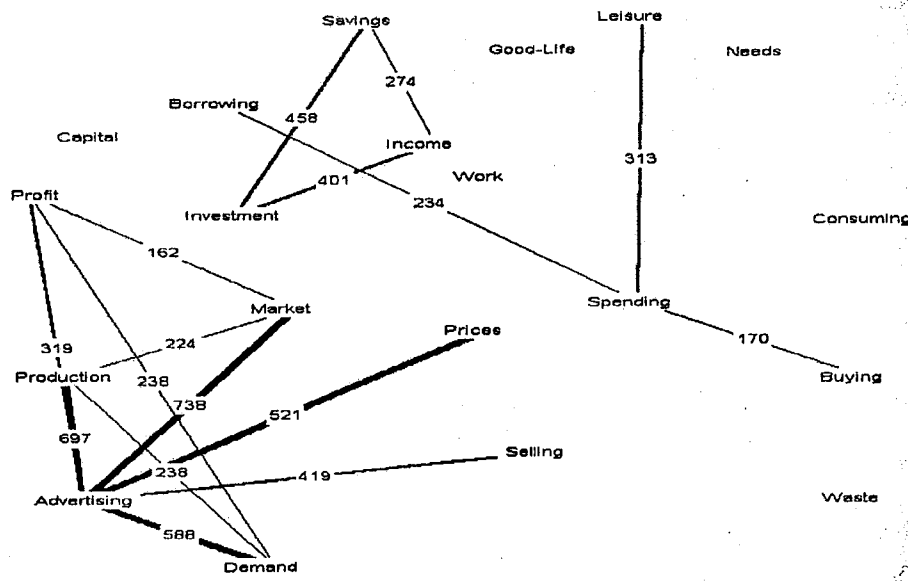 Savings
Leisure
Good-Life
Needs
274
Borrowing
458
Capital
Income
313
Work
401
Profit
234
Investment
Consuming
162
Spending
Market
Prices
170
319
224
Production
238
Buying
738
521
697
Selling
238
419
Advertising
Waste
588
Demand